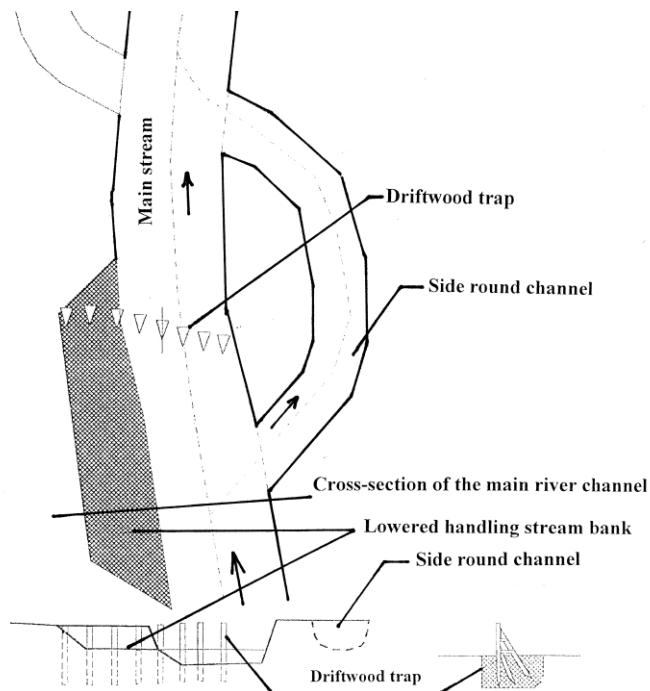 Main stream
Driftwood trap
Side round channel
Cross-section of the main river channel
Lowered handling stream bank
Side round channel
Driftwood trap